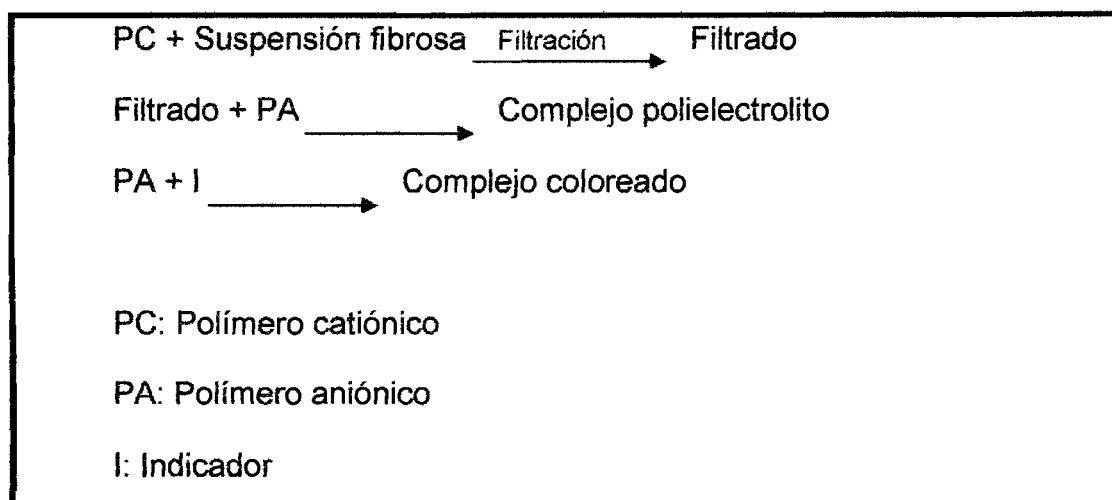 PC + Suspensión fibrosa Filtración Filtrado
Filtrado + PA Complejo polielectrolito
PA + I Complejo coloreado
PC: Polímero catiónico
PA: Polímero aniónico
I: Indicador